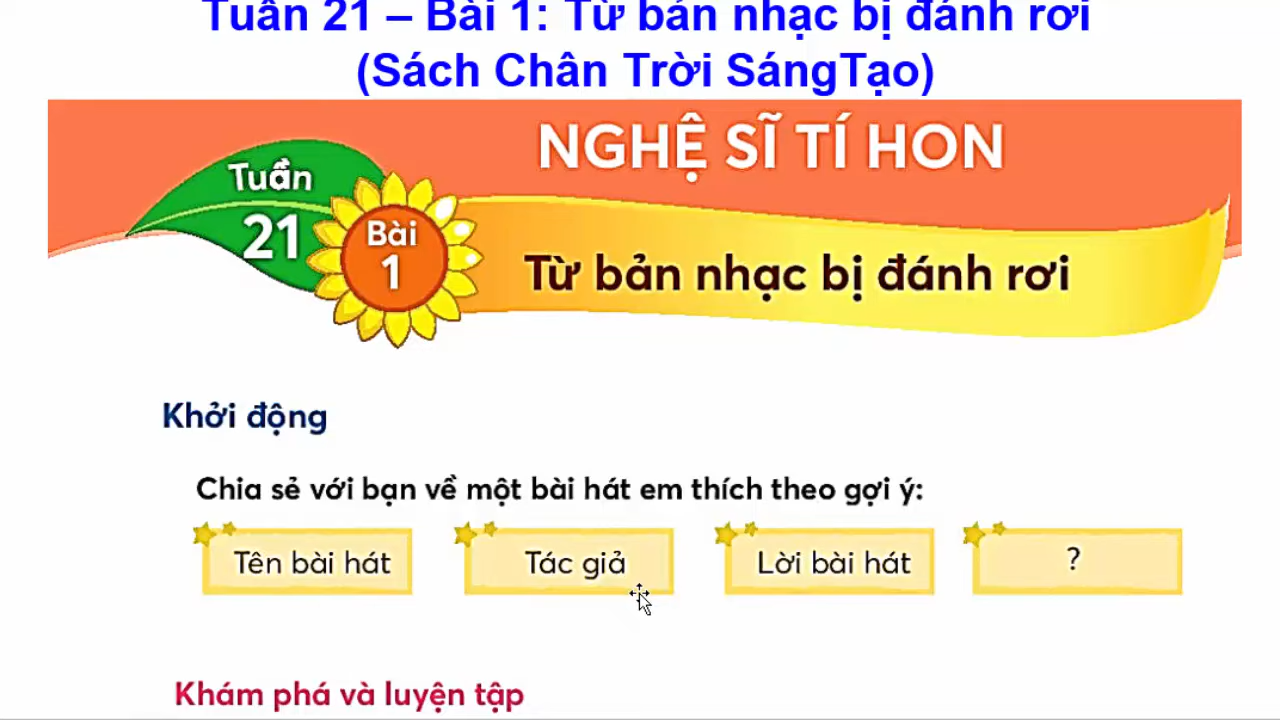 Tuần 21 – Bài 1: Từ bản nhạc bị đánh rơi
(Sách Chân Trời SángTạo)
NGHỆ SĨ TÍ HON
Tuần
21
Bài
1
Từ bản nhạc bị đánh rơi
Khởi động
Chia sẻ với bạn về một bài hát em thích theo gợi ý:
Tên bài hát
Tác giả
Lời bài hát
?
Khám phá và luyện tập